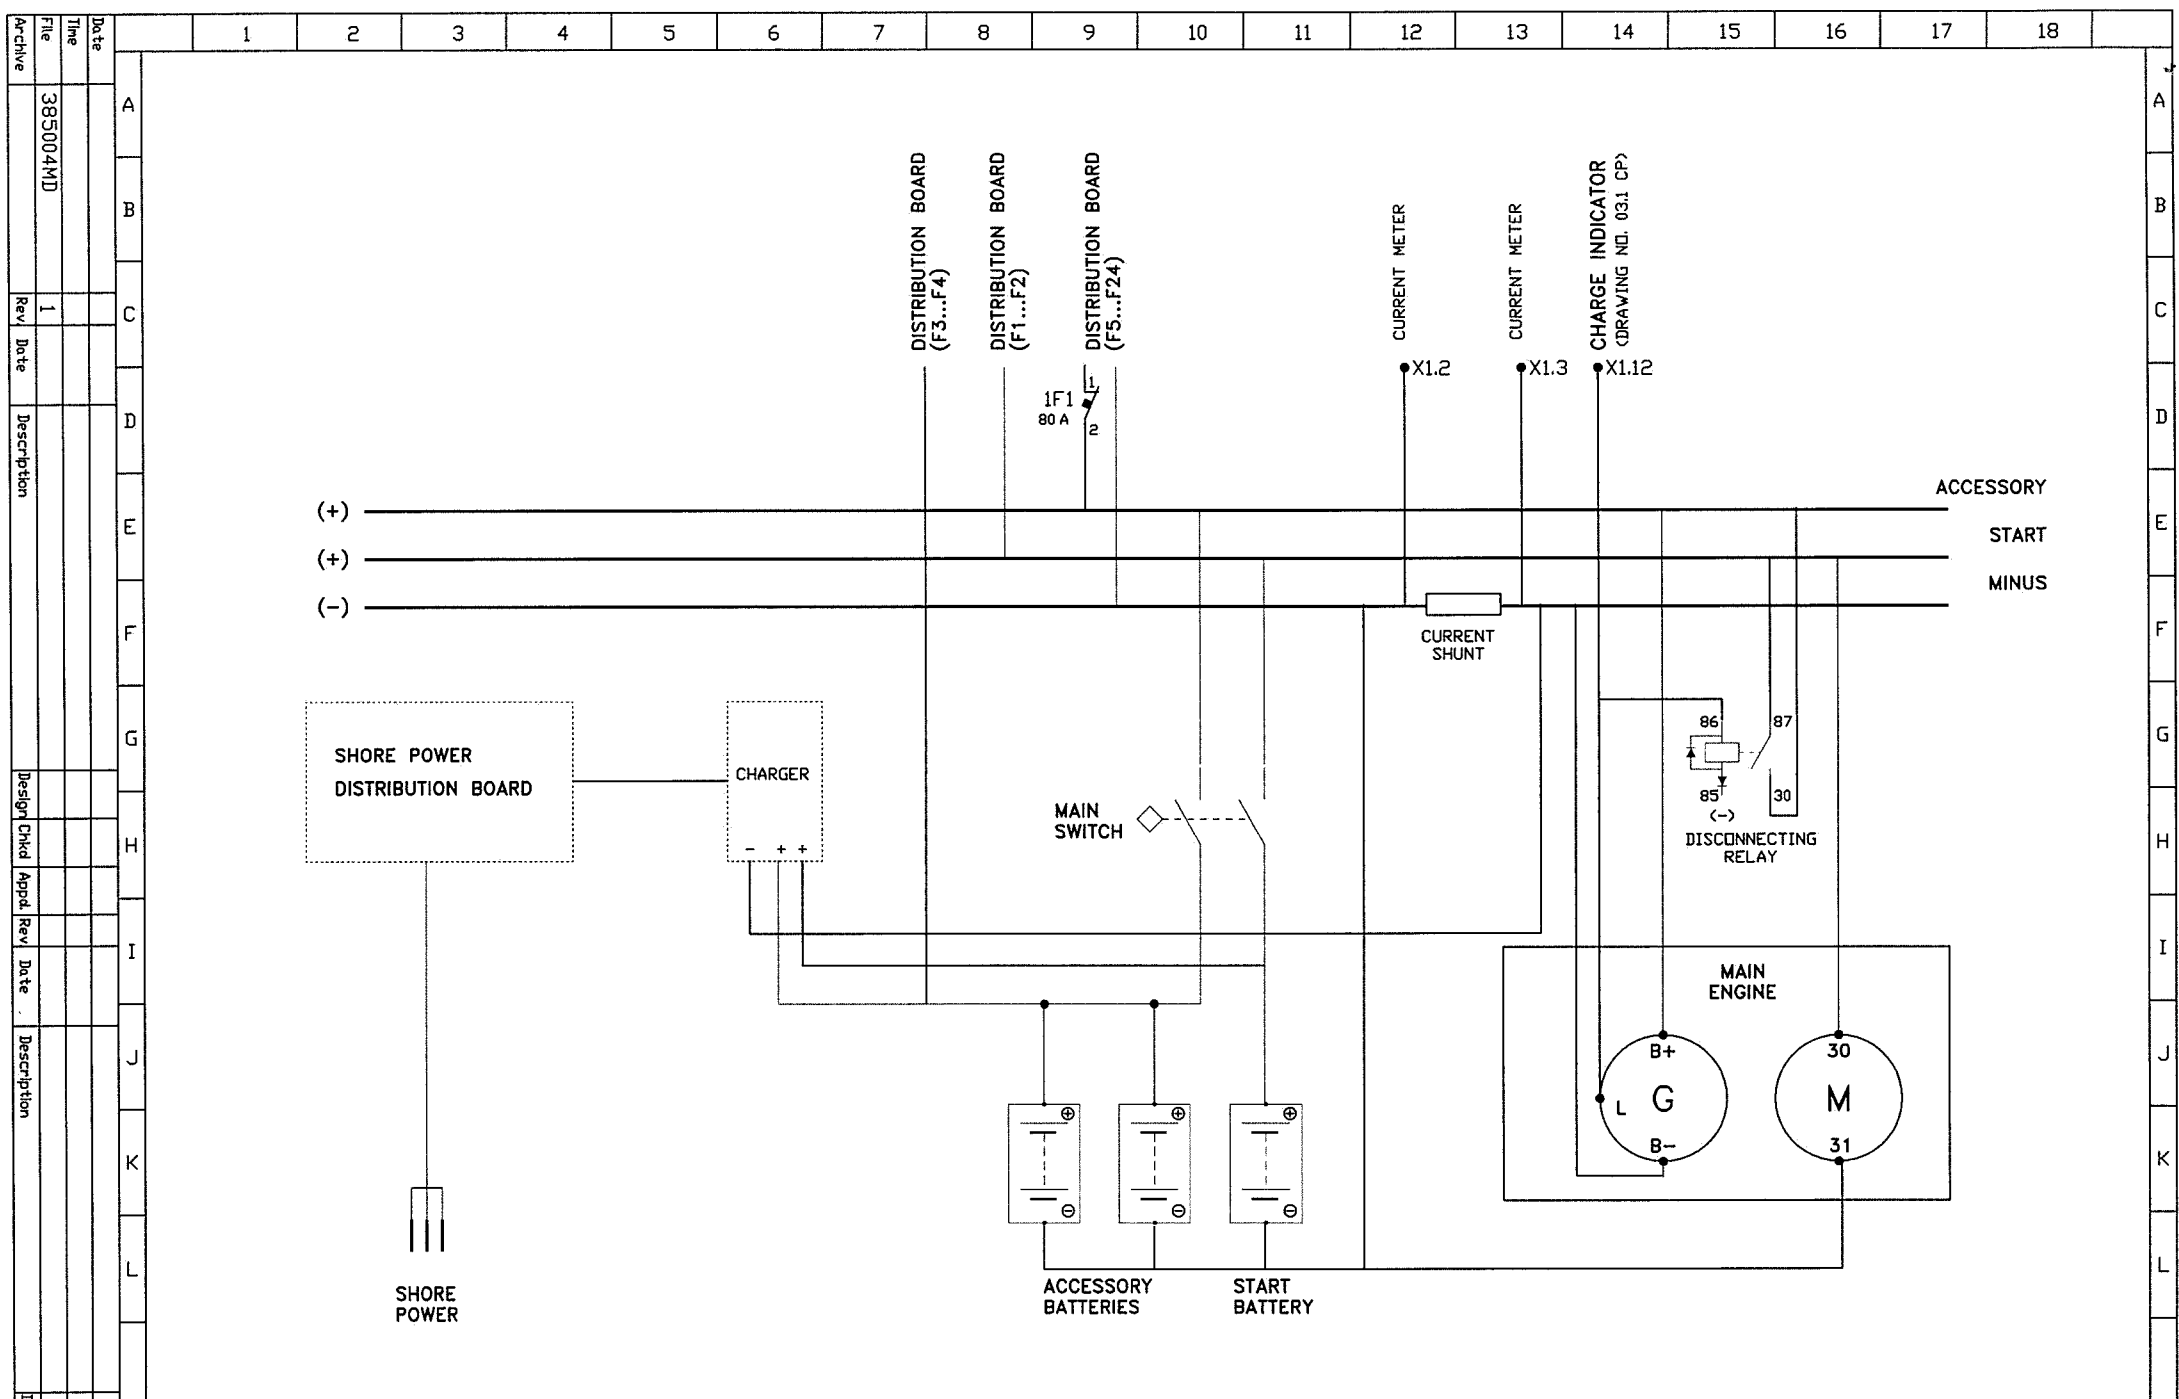 1 2 3 4 5 6 7 8 9 10 11 12 13 14 15 16 17 18
Date
Time
File 385004MD 1
Archive Rev. Date Description
Design Chkd Appd. Rev. Date Description
A
B
C
D
E
F
G
H
I
J
K
L
A
B
C
D
E
F
G
H
I
J
K
L
DISTRIBUTION BOARD
(F3...F4)
DISTRIBUTION BOARD
(F1...F2)
DISTRIBUTION BOARD
(F5...F24)
CURRENT METER
CURRENT METER
CHARGE INDICATOR
(DRAWING NO. 03.1 CP)
X1.2
X1.3
X1.12
1
1F1
80 A
2
ACCESSORY
(+)
START
(+)
MINUS
(-)
CURRENT
SHUNT
SHORE POWER
DISTRIBUTION BOARD
CHARGER
- + +
MAIN
SWITCH
86
87
85
30
(-)
DISCONNECTING
RELAY
MAIN
ENGINE
B+
L G
B-
30
M
31
SHORE
POWER
ACCESSORY
BATTERIES
START
BATTERY